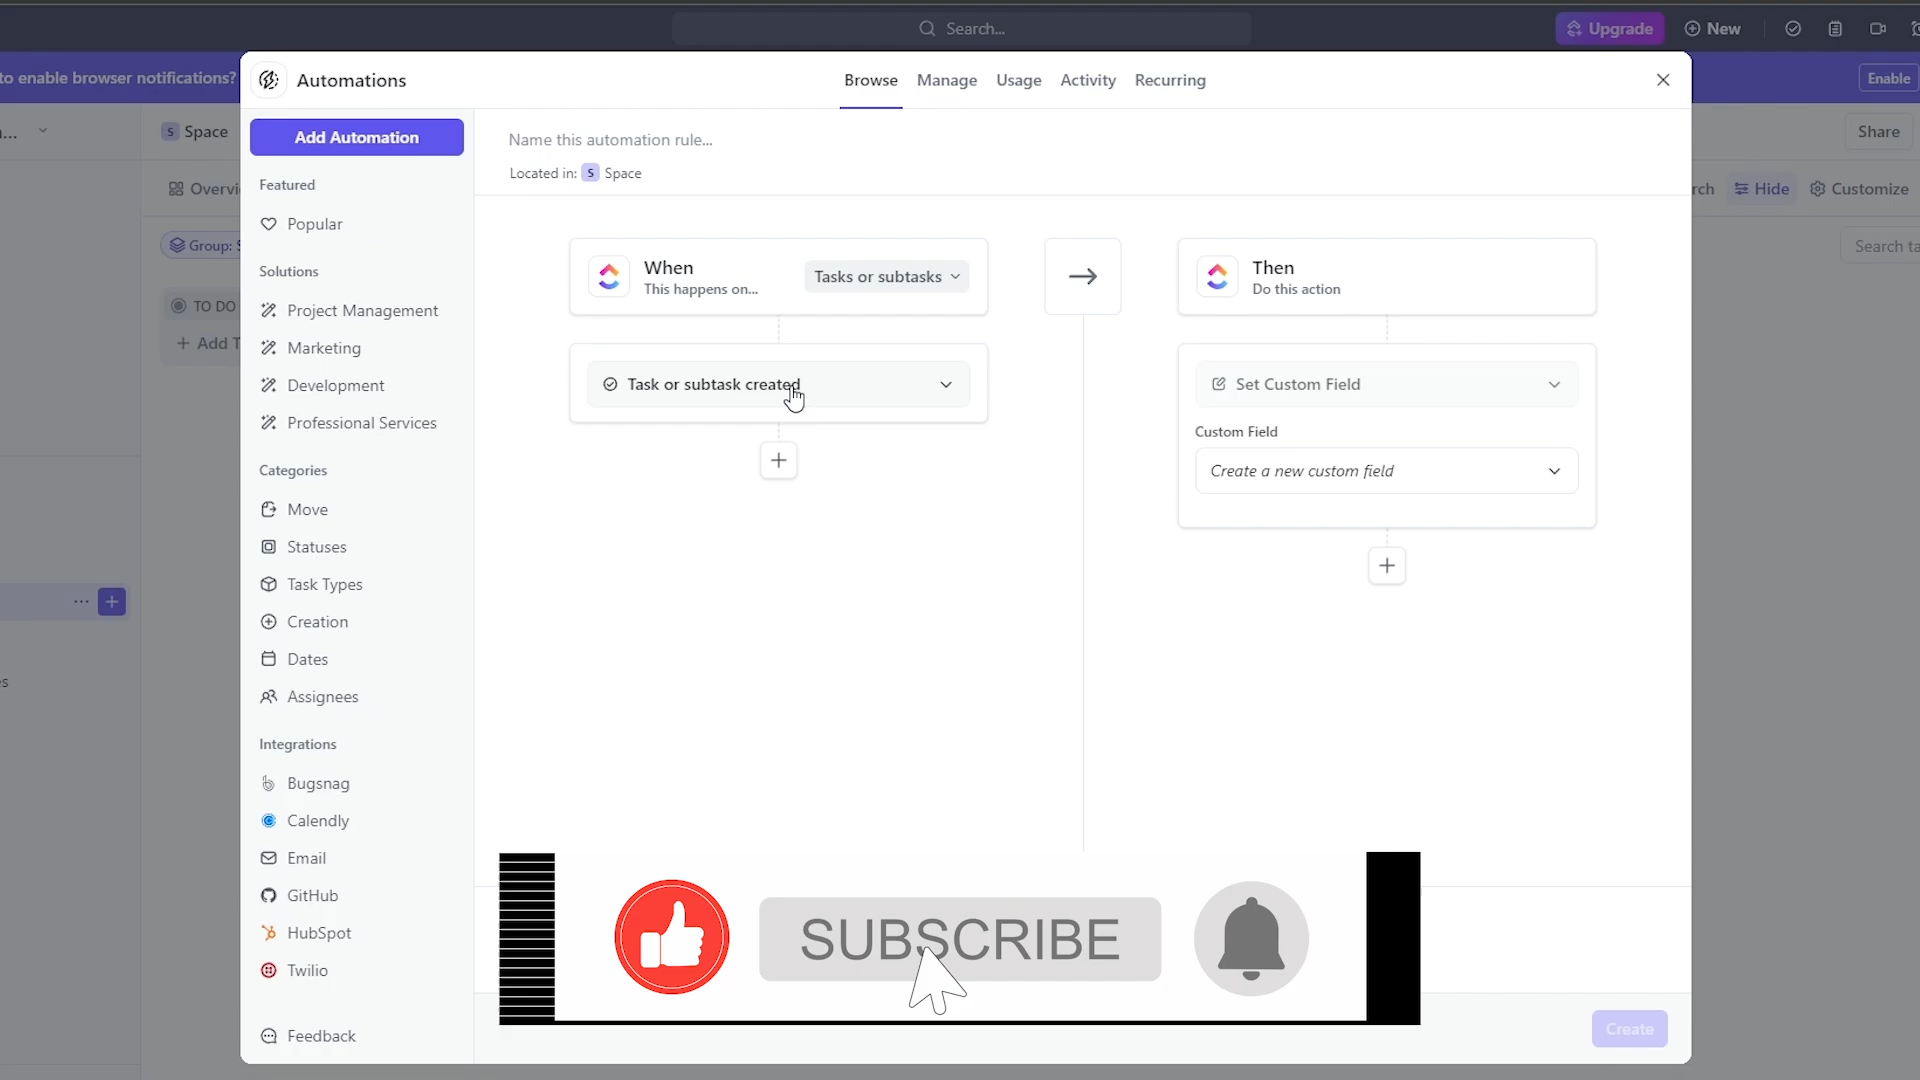 Search...
Upgrade
New
to enable browser notifications?
Enable
Automations
Browse
Manage
Usage
Activity
Recurring
...
S Space
Share
Add Automation
Name this automation rule...
Located in: S Space
Featured
Popular
Hide
Customize
Group:
Solutions
Project Management
Marketing
Development
Professional Services
TO DO
+ Add
When
This happens on...
Tasks or subtasks
Then
Do this action
Task or subtask created
Set Custom Field
Custom Field
Create a new custom field
Categories
Move
Statuses
Task Types
Creation
Dates
Assignees
Integrations
Bugsnag
Calendly
Email
GitHub
HubSpot
Twilio
Feedback
SUBSCRIBE
Create